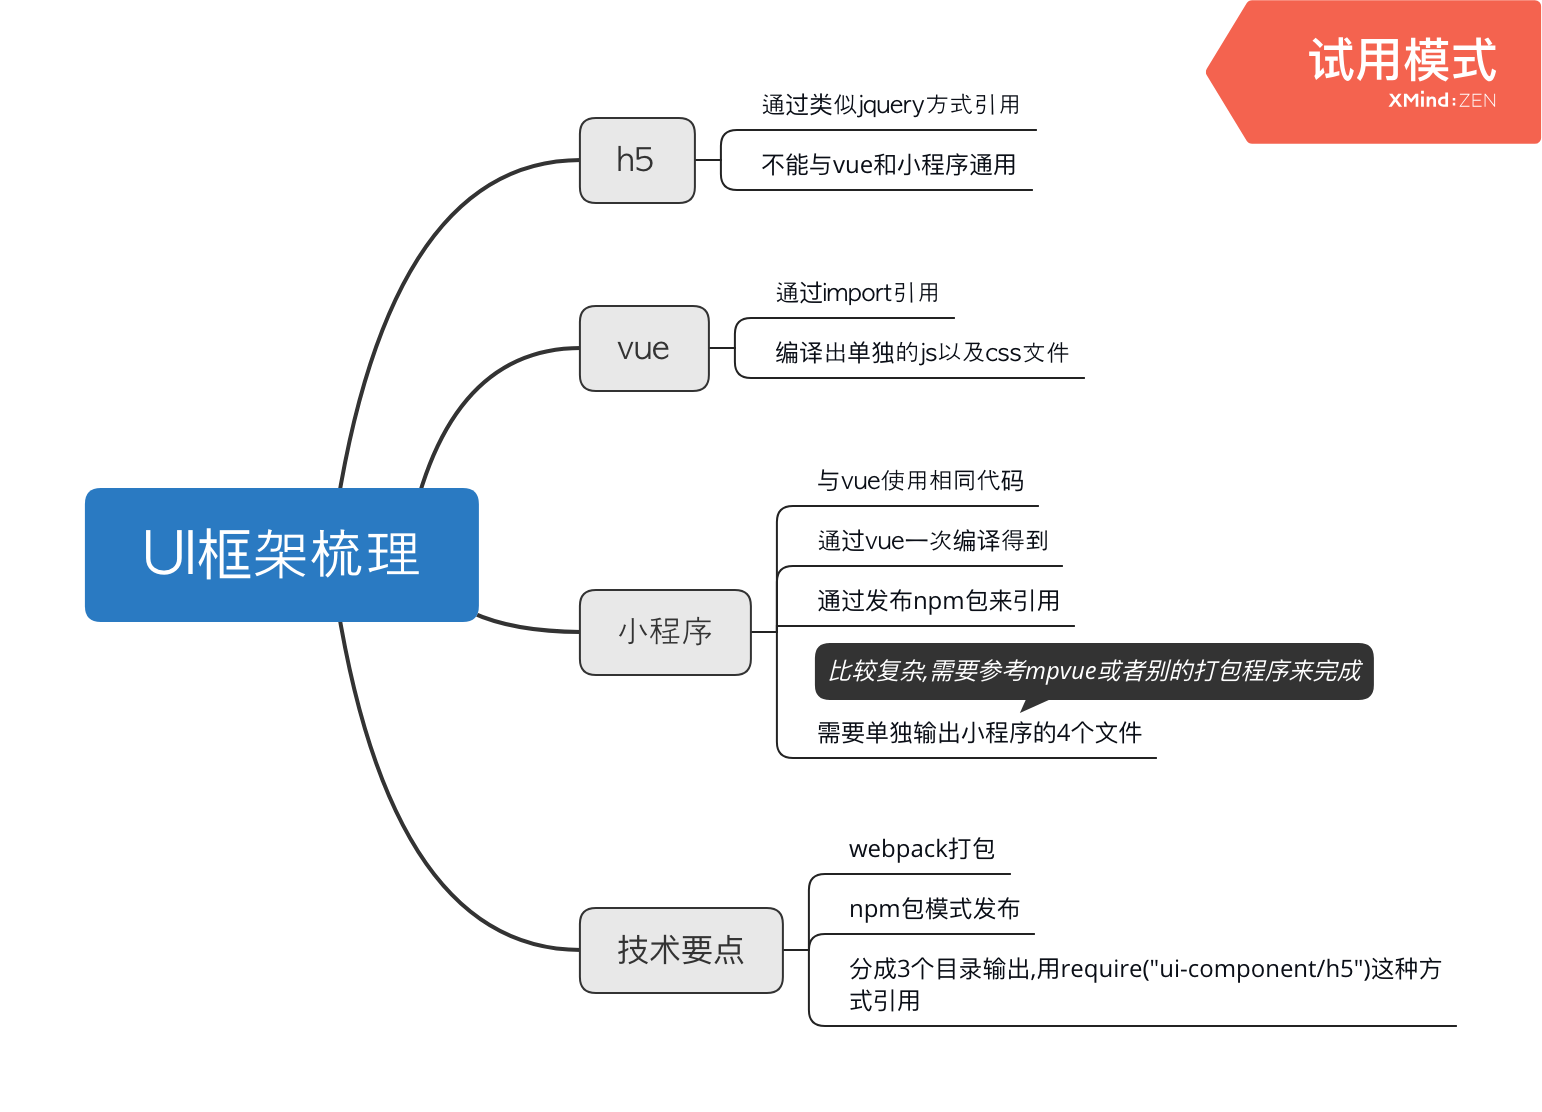 试用模式
XMind:ZEN
UI框架梳理
h5
通过类似jquery方式引用
不能与vue和小程序通用
vue
通过import引用
编译出单独的js以及css文件
小程序
与vue使用相同代码
通过vue一次编译得到
通过发布npm包来引用
比较复杂,需要参考mpvue或者别的打包程序来完成
需要单独输出小程序的4个文件
技术要点
webpack打包
npm包模式发布
分成3个目录输出,用require("ui-component/h5")这种方
式引用